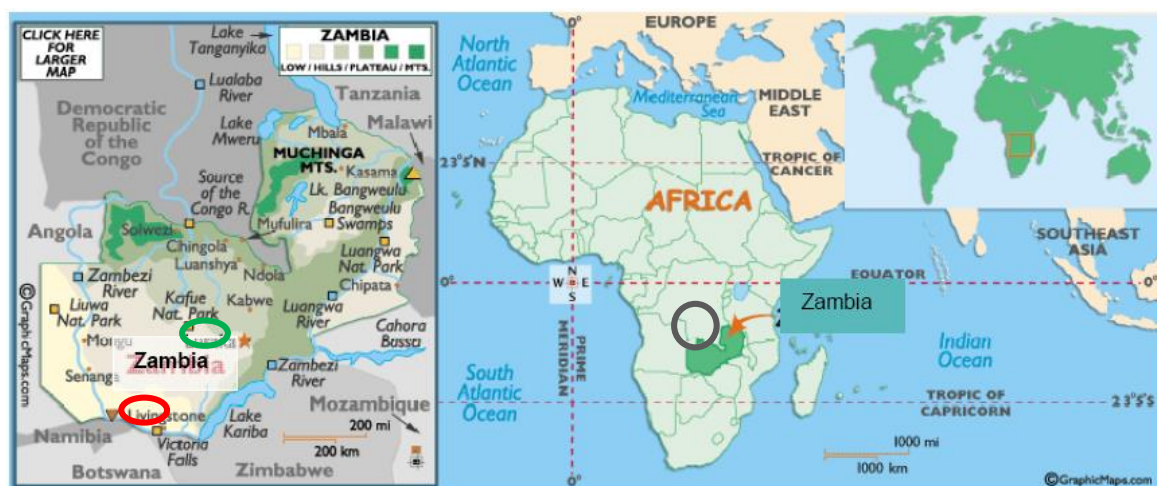 CLICK HERE
FOR
LARGER
MAP
Lake
Tanganyika
ZAMBIA
LOW / HILLS / PLATEAU / MTS.
Lualaba
River
Tanzania
Democratic
Republic
of the
Congo
Lake
Mweru
Mbala
Malawi
MUCHINGA
MTS.
Kasama
Source
of the
Congo R.
Lk. Bangweulu
Bangweulu
Swamps
Mufulira
Angola
Solwezi
Chingola
Luanshya
Ndola
Luangwa
Nat. Park
Chipata
Zambezi
River
Liuwa
Nat. Park
Kafue
Nat. Park
Kabwe
Luangwa
River
Cahora
Bassa
Mongu
Zambia
Senanga
Zambezi
River
Livingstone
Mozambique
Namibia
Victoria
Falls
Lake
Kariba
200 mi
200 km
Botswana
Zimbabwe
©GraphicMaps.com
EUROPE
North
Atlantic
Ocean
Mediterranean
Sea
MIDDLE
EAST
23°5'N
TROPIC OF
CANCER
AFRICA
SOUTHEAST
ASIA
0°
N
W E
S
EQUATOR
Zambia
PRIME
MERIDIAN
Indian
Ocean
South
Atlantic
Ocean
TROPIC OF
CAPRICORN
23°5'S
1000 mi
1000 km
0°
©GraphicMaps.com